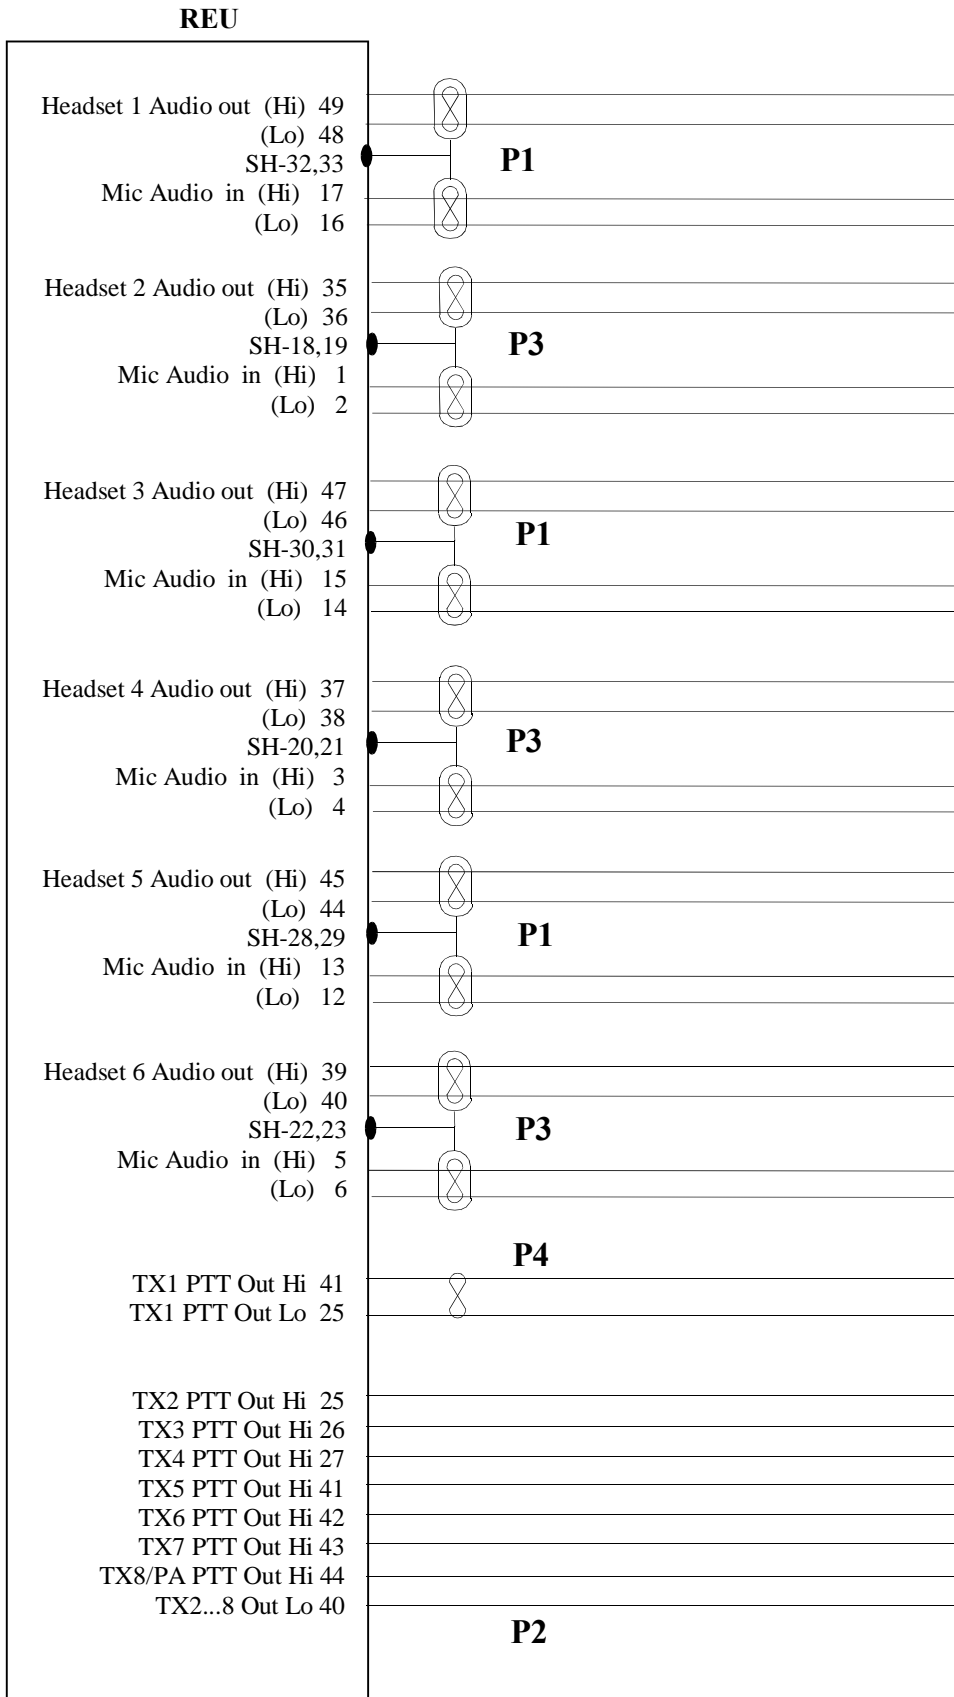 REU
Headset 1 Audio out (Hi) 49
(Lo) 48
SH-32,33
P1
Mic Audio in (Hi) 17
(Lo) 16
Headset 2 Audio out (Hi) 35
(Lo) 36
SH-18,19
P3
Mic Audio in (Hi) 1
(Lo) 2
Headset 3 Audio out (Hi) 47
(Lo) 46
P1
SH-30,31
Mic Audio in (Hi) 15
(Lo) 14
Headset 4 Audio out (Hi) 37
(Lo) 38
P3
SH-20,21
Mic Audio in (Hi) 3
(Lo) 4
Headset 5 Audio out (Hi) 45
(Lo) 44
SH-28,29
P1
Mic Audio in (Hi) 13
(Lo) 12
Headset 6 Audio out (Hi) 39
(Lo) 40
SH-22,23
P3
Mic Audio in (Hi) 5
(Lo) 6
P4
TX1 PTT Out Hi 41
TX1 PTT Out Lo 25
TX2 PTT Out Hi 25
TX3 PTT Out Hi 26
TX4 PTT Out Hi 27
TX5 PTT Out Hi 41
TX6 PTT Out Hi 42
TX7 PTT Out Hi 43
TX8/PA PTT Out Hi 44
TX2...8 Out Lo 40
P2